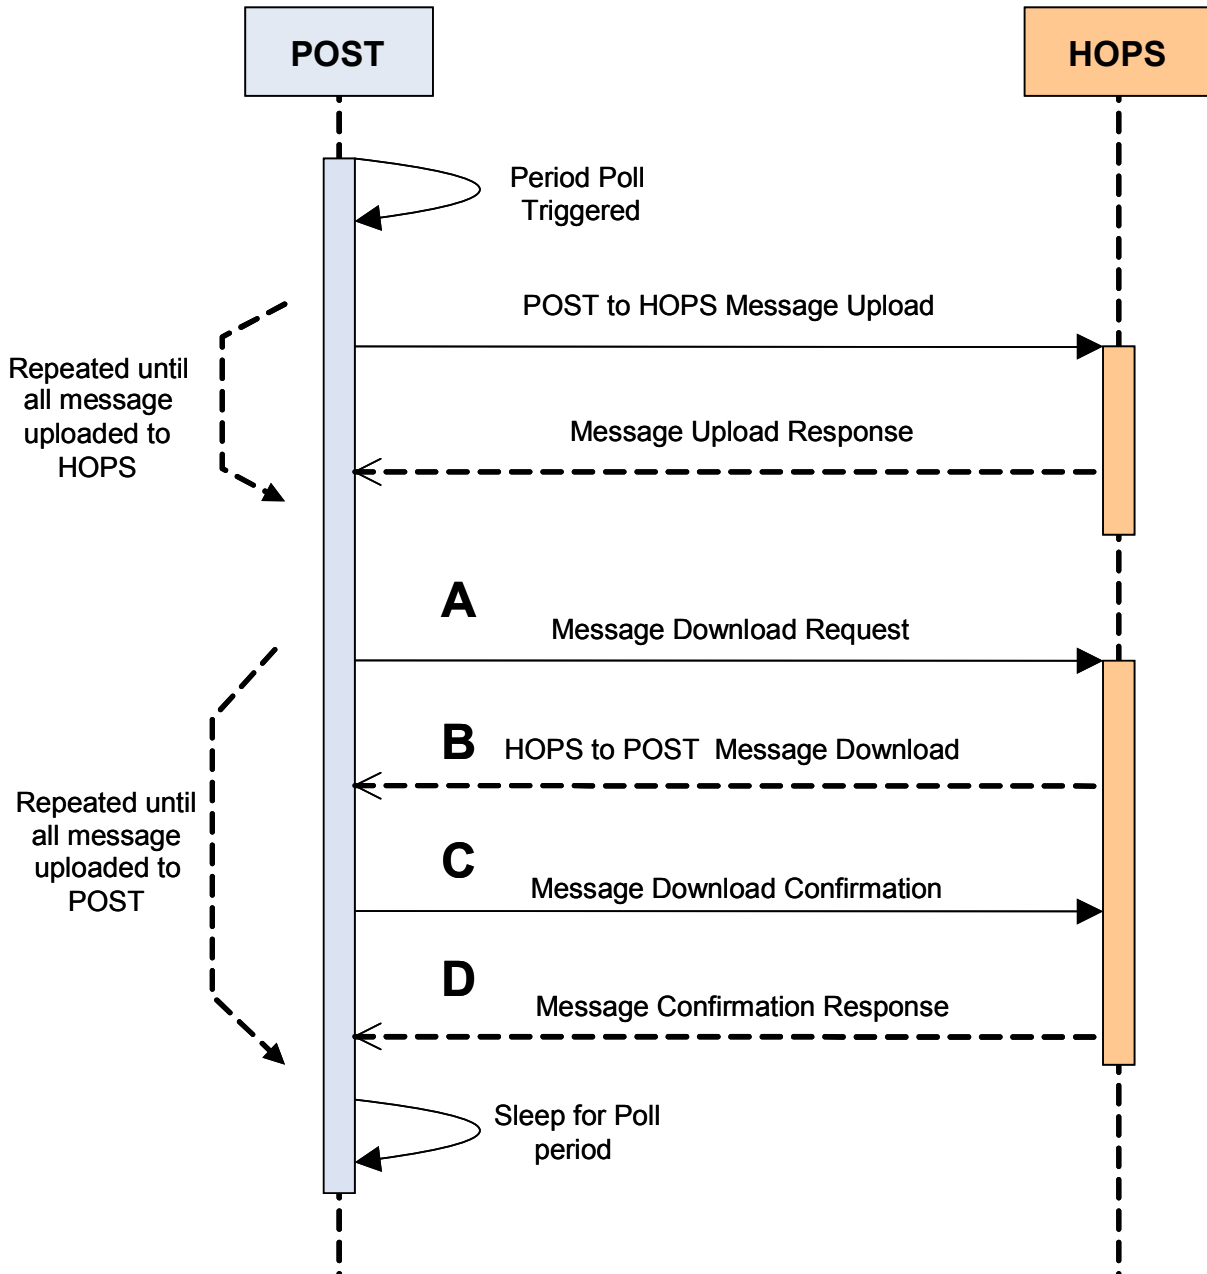 POST
HOPS
Period Poll
Triggered
POST to HOPS Message Upload
Repeated until
all message
uploaded to
HOPS
Message Upload Response
A
Message Download Request
B
HOPS to POST  Message Download
Repeated until
all message
uploaded to
POST
C
Message Download Confirmation
D
Message Confirmation Response
Sleep for Poll
period